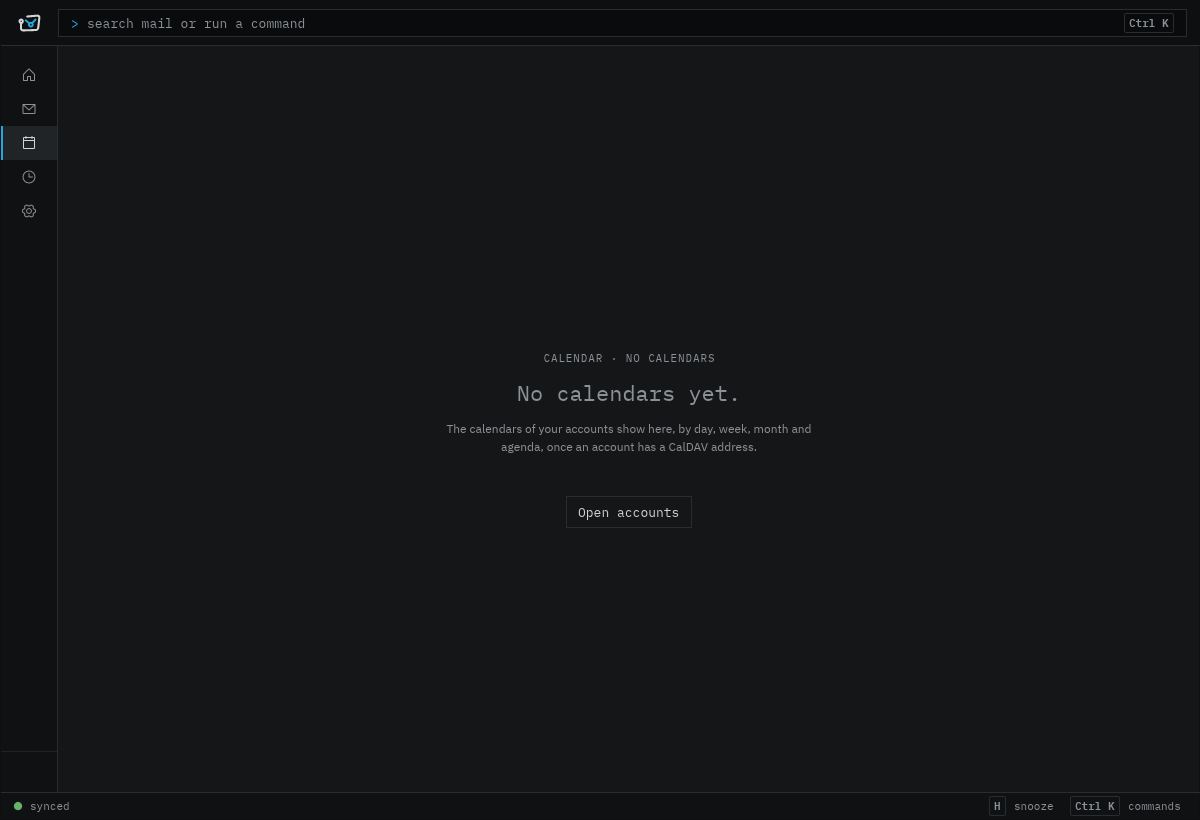 > search mail or run a command
Ctrl K
CALENDAR · NO CALENDARS
No calendars yet.
The calendars of your accounts show here, by day, week, month and
agenda, once an account has a CalDAV address.
Open accounts
synced
H snooze Ctrl K commands